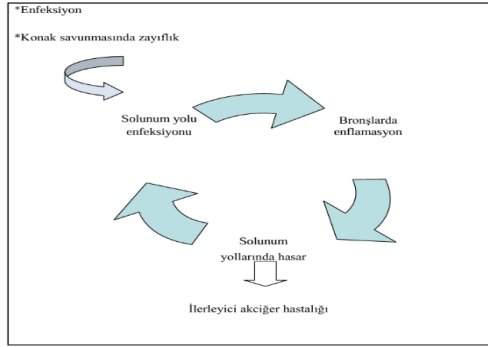 *Enfeksiyon
*Konak savunmasında zayıflık
Solunum yolu
enfeksiyonu
Bronşlarda
enflamasyon
Solunum
yollarında hasar
İlerleyici akciğer hastalığı